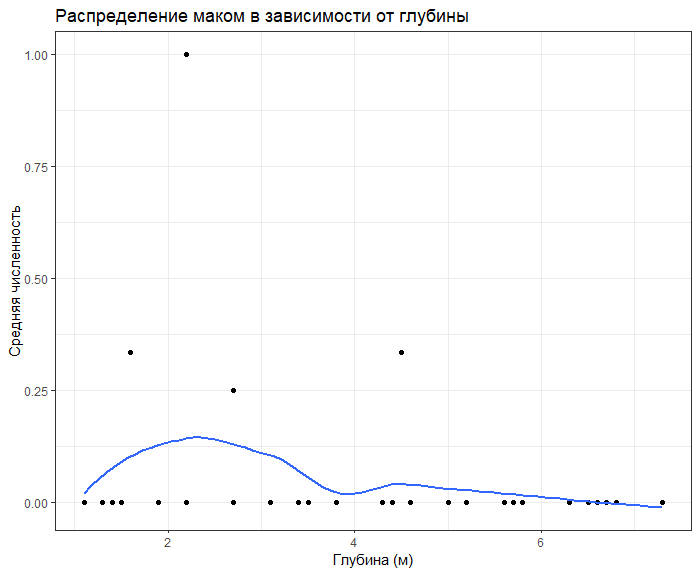 Распределение маком в зависимости от глубины
1.00
0.75
0.50
0.25
0.00
Средняя численность
2
4
6
Глубина (м)